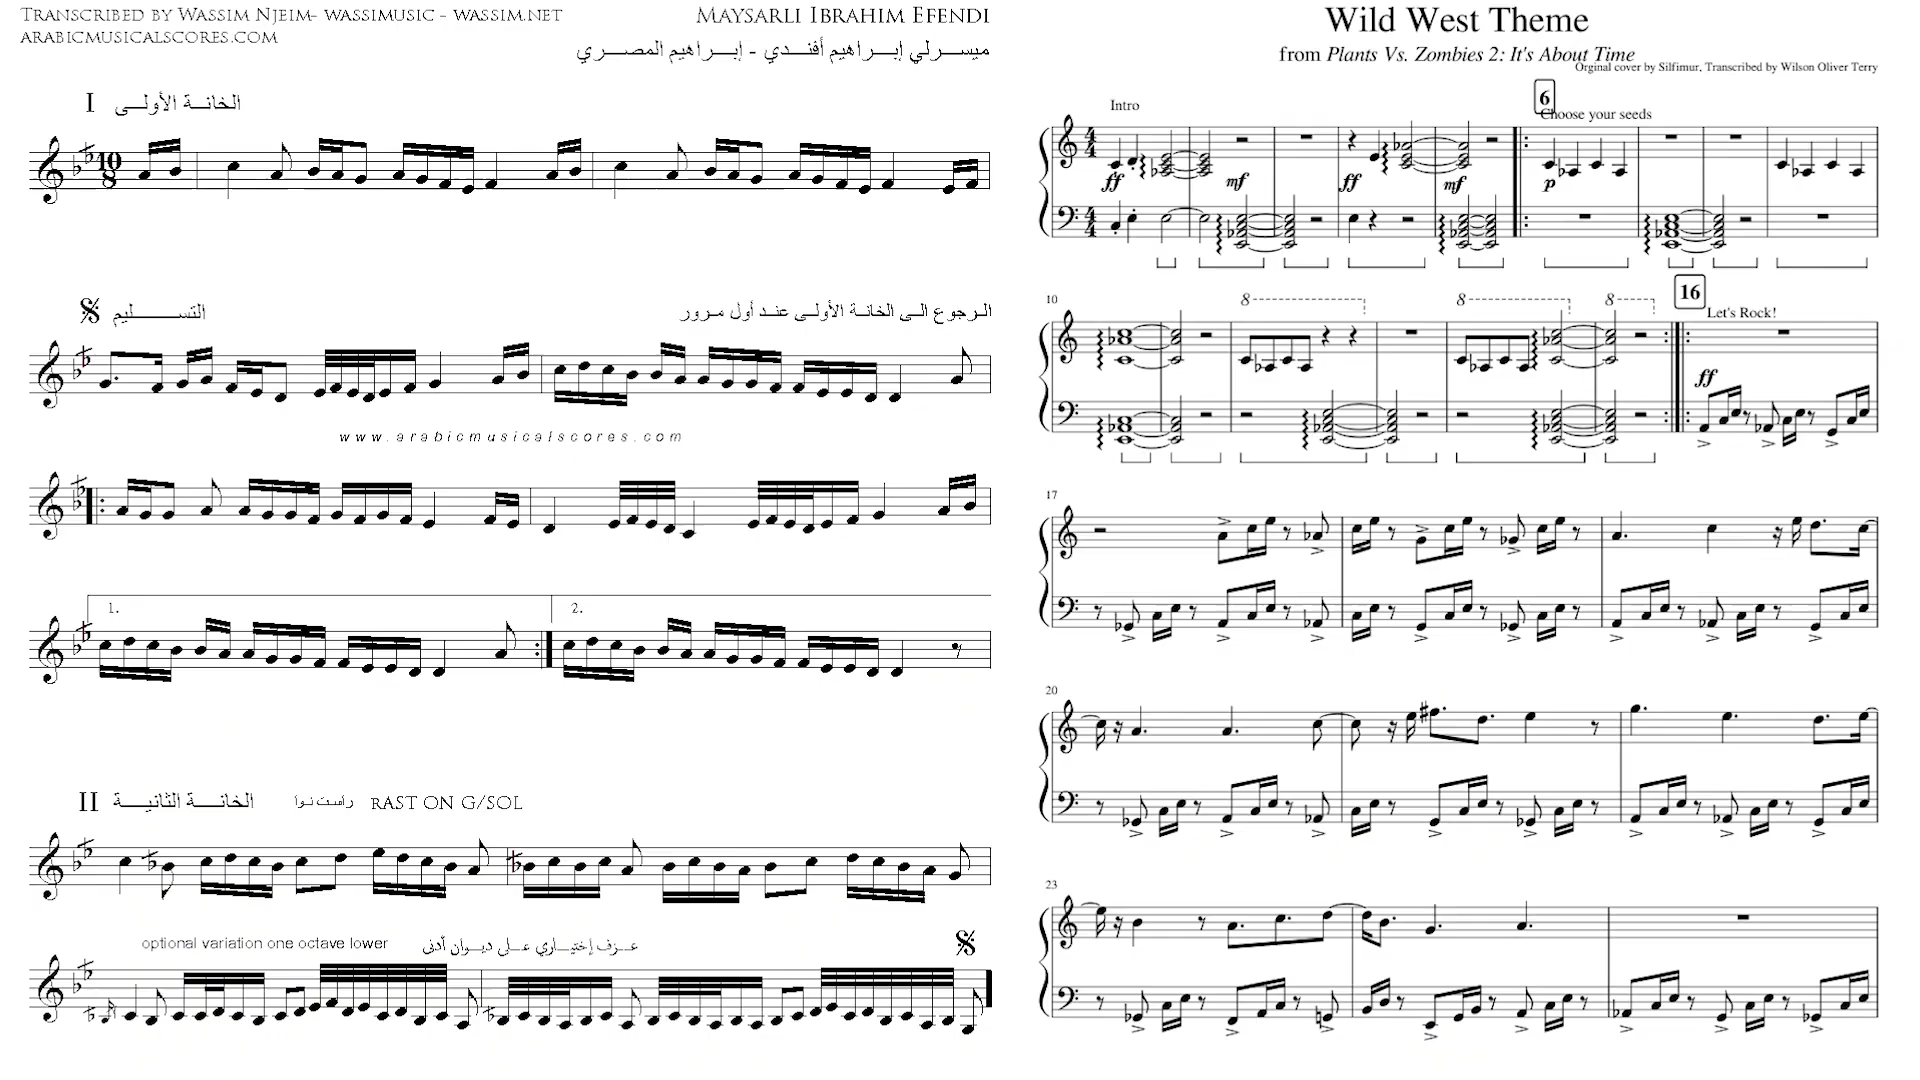 Transcribed by Wassim Njeim- wassimusic - wassim.net
arabicmusicalscores.com
Maysarli Ibrahim Efendi
ميسرلي إبراهيم أفندي - إبراهيم المصري
I الخانة الأولى
10
8
التسليم
الرجوع الى الخانة الأولى عند أول مرور
www.arabicmusicalscores.com
1.
2.
II الخانة الثانية راست نوا RAST ON G/SOL
optional variation one octave lower عزف إختياري على ديوان أدنى
Wild West Theme
from Plants Vs. Zombies 2: It's About Time
Orginal cover by Silfimur, Transcribed by Wilson Oliver Terry
Intro
6
Choose your seeds
4
4
ff mf ff mf p
4
4
10
8
8
8
16
Let's Rock!
ff
17
20
23